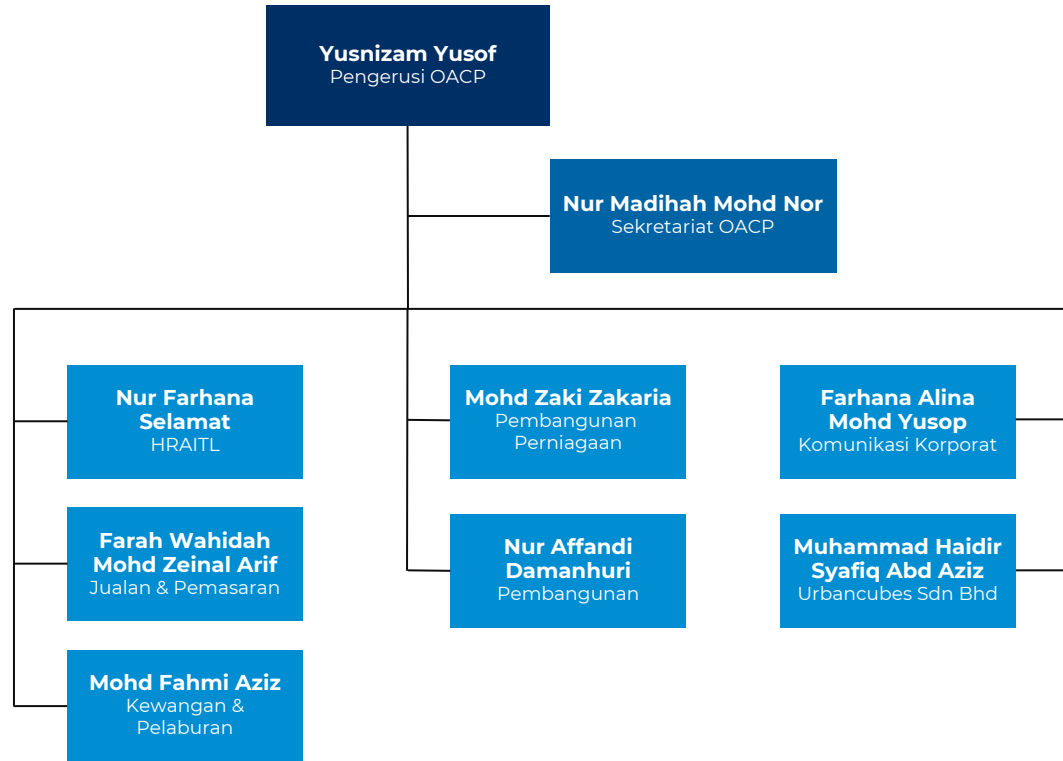 Yusnizam Yusof
Pengerusi OACP
Nur Madihah Mohd Nor
Sekretariat OACP
Nur Farhana
Selamat
HRAITL
Farah Wahidah
Mohd Zeinal Arif
Jualan & Pemasaran
Mohd Fahmi Aziz
Kewangan &
Pelaburan
Mohd Zaki Zakaria
Pembangunan
Perniagaan
Nur Affandi
Damanhuri
Pembangunan
Farhana Alina
Mohd Yusop
Komunikasi Korporat
Muhammad Haidir
Syafiq Abd Aziz
Urbancubes Sdn Bhd